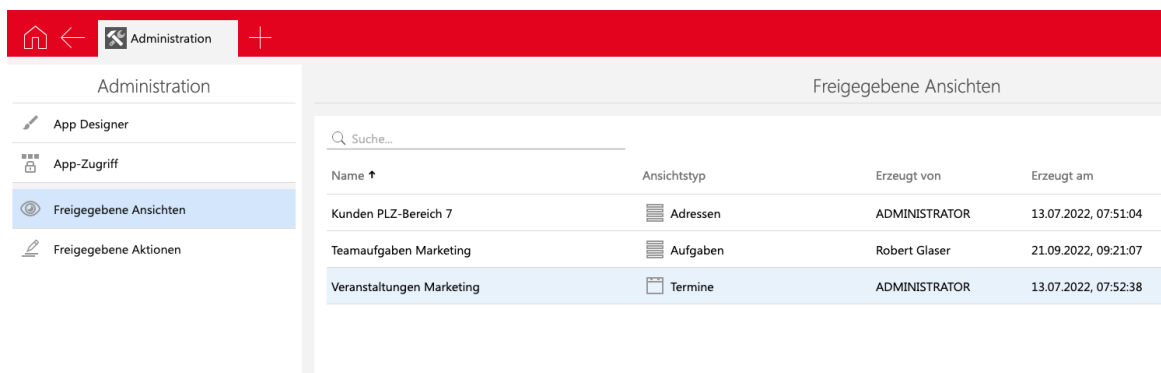 Administration
Administration
App Designer
App-Zugriff
Freigegebene Ansichten
Freigegebene Aktionen
Freigegebene Ansichten
Suche...
Name Ansichtstyp Erzeugt von Erzeugt am
Kunden PLZ-Bereich 7 Adressen ADMINISTRATOR 13.07.2022, 07:51:04
Teamaufgaben Marketing Aufgaben Robert Glaser 21.09.2022, 09:21:07
Veranstaltungen Marketing Termine ADMINISTRATOR 13.07.2022, 07:52:38